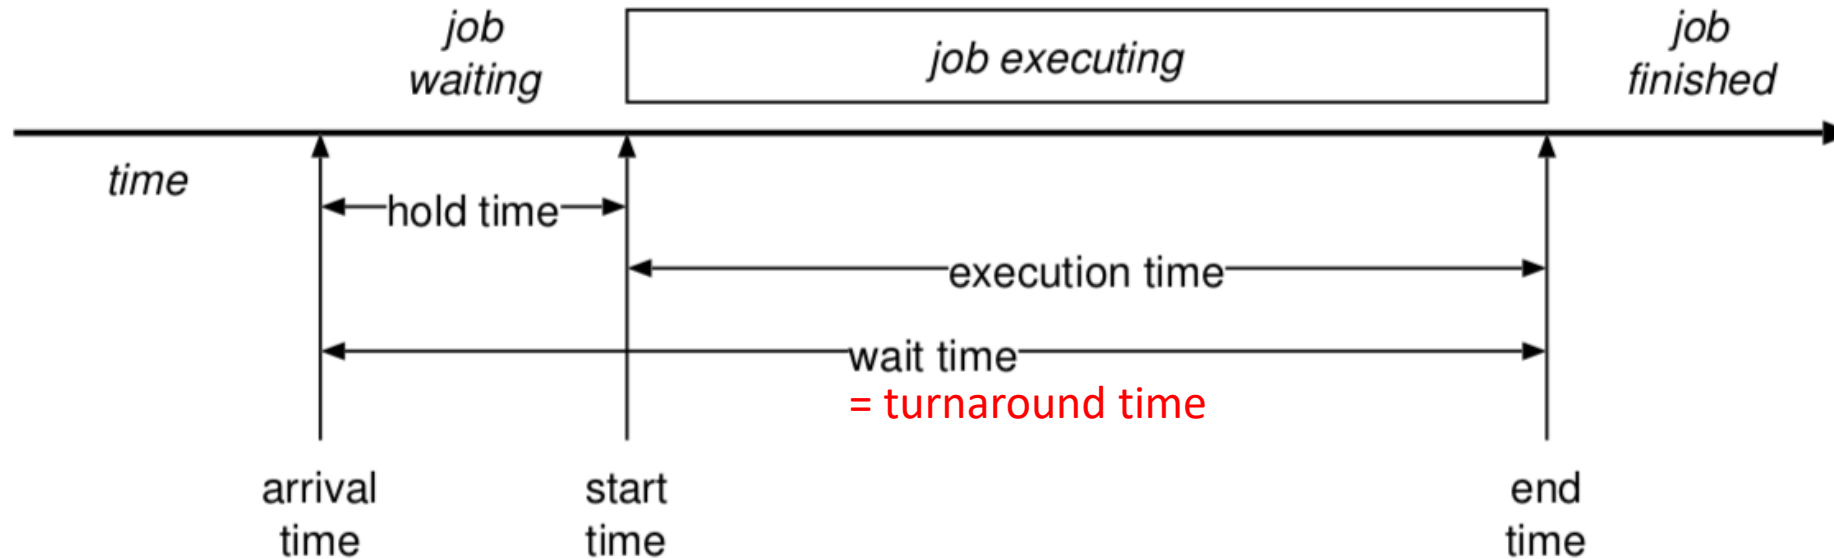 job
waiting
job executing
job
finished
time
hold time
execution time
wait time
= turnaround time
arrival
time
start
time
end
time